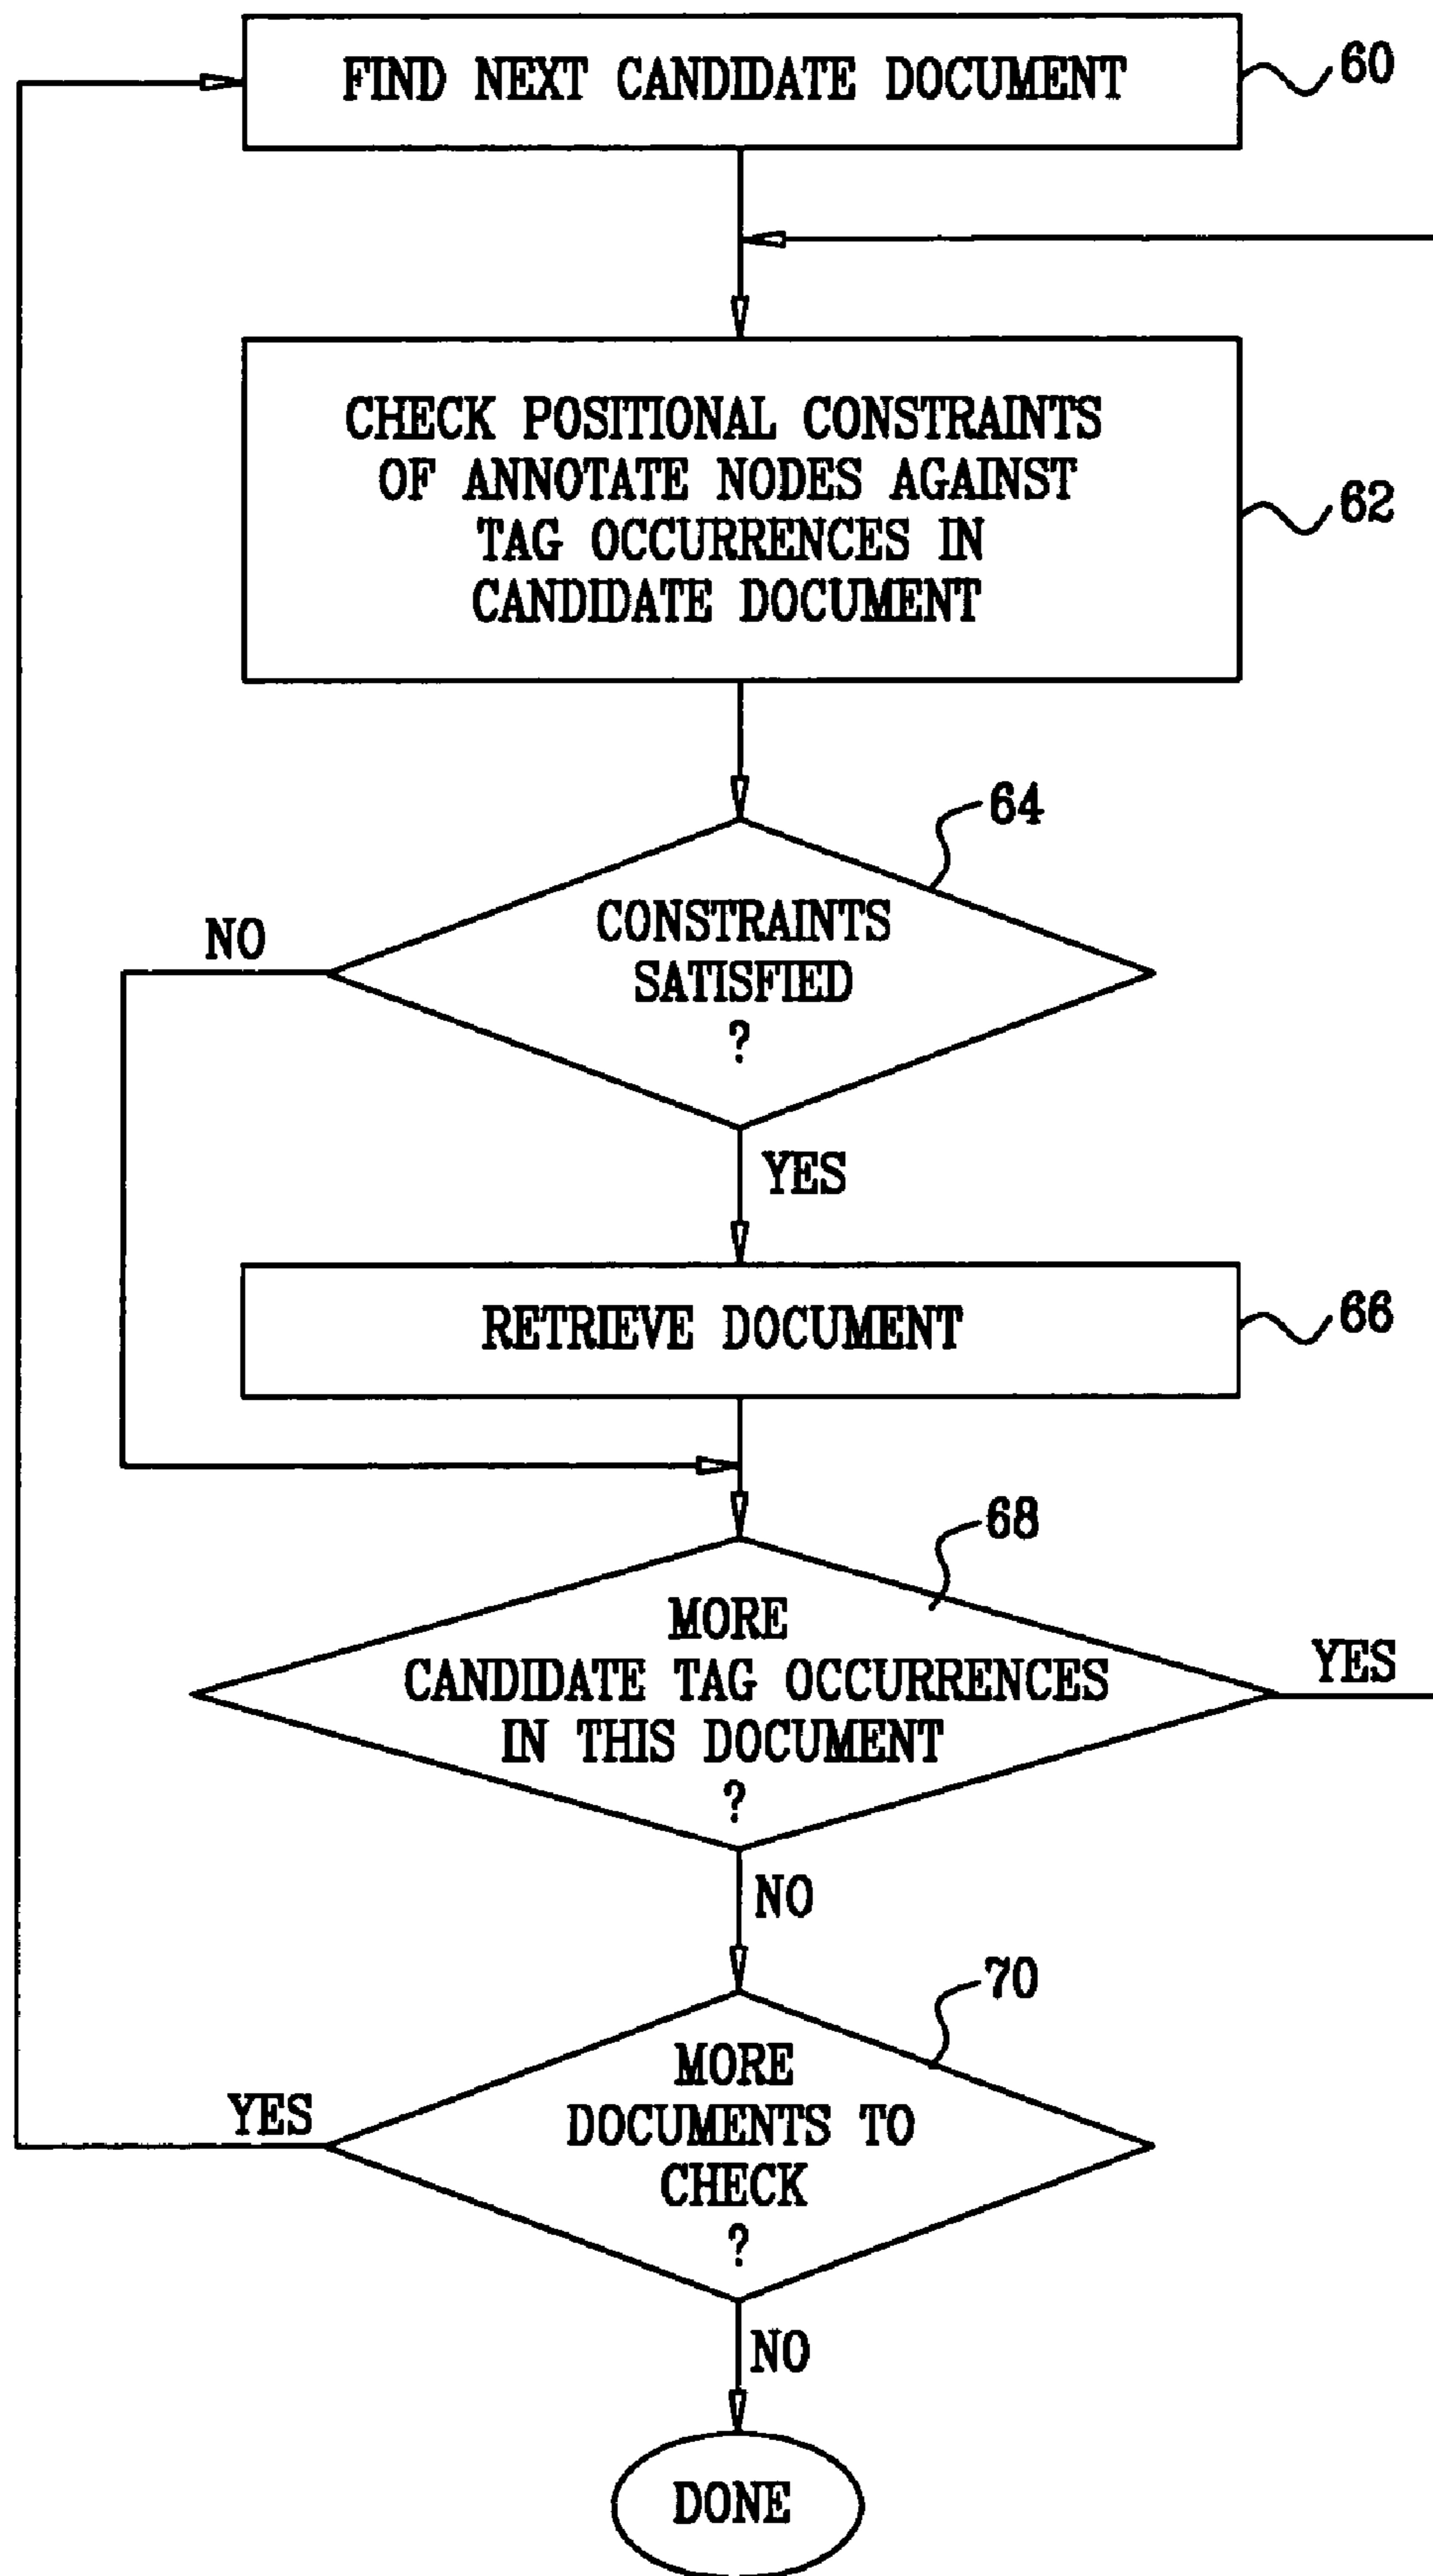 FIND NEXT CANDIDATE DOCUMENT
60
CHECK POSITIONAL CONSTRAINTS
OF ANNOTATE NODES AGAINST
TAG OCCURRENCES IN
CANDIDATE DOCUMENT
62
64
CONSTRAINTS
SATISFIED
?
NO
YES
RETRIEVE DOCUMENT
66
68
MORE
CANDIDATE TAG OCCURRENCES
IN THIS DOCUMENT
?
YES
NO
70
MORE
DOCUMENTS TO
CHECK
?
YES
NO
DONE